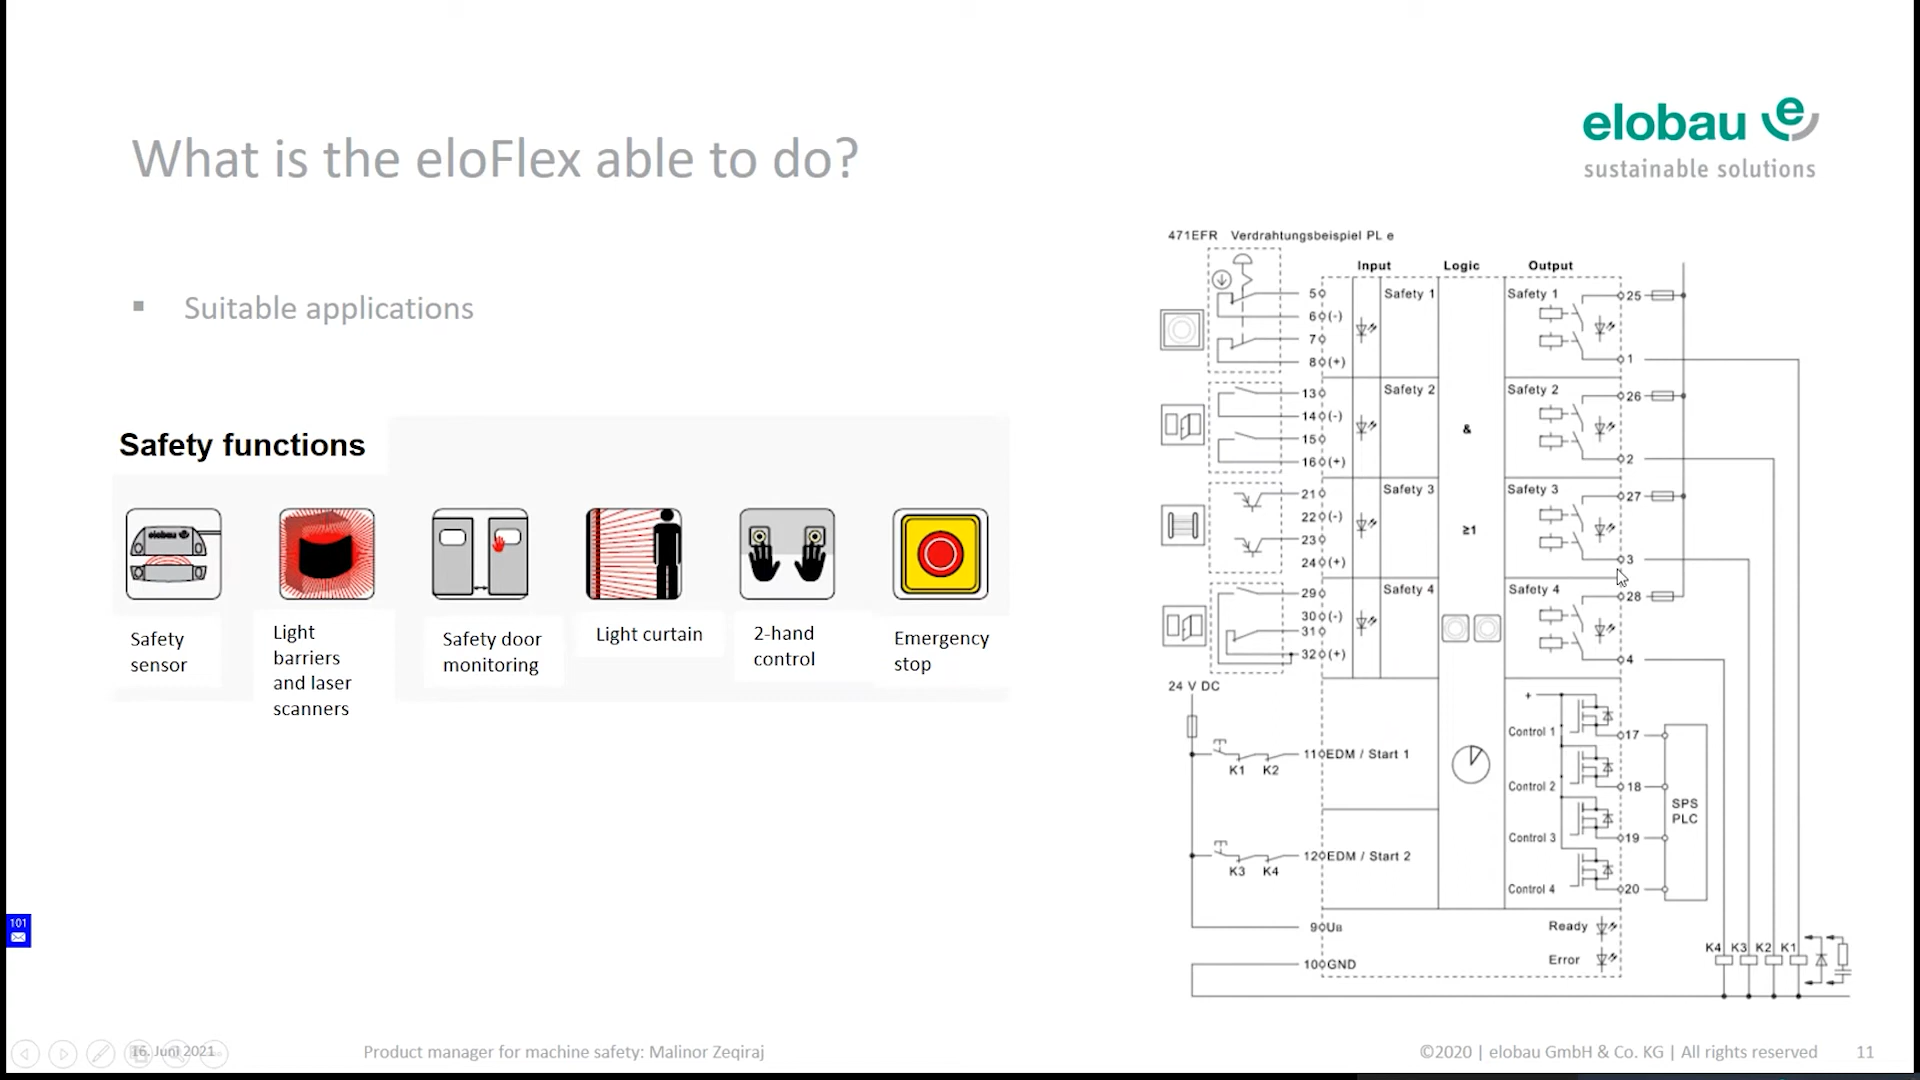 elobau e
sustainable solutions
What is the eloFlex able to do?
Suitable applications
Safety functions
elobau e
Safety
sensor
Light
barriers
and laser
scanners
Safety door
monitoring
Light curtain
2-hand
control
Emergency
stop
471EFR Verdrahtungsbeispiel PL e
Input Logic Output
5 Safety 1 Safety 1 25
6 (-)
7
8 (+) 1
13 Safety 2 Safety 2 26
14 (-)
15 &
16 (+) 2
21 Safety 3 Safety 3 27
22 (-)
23 ≥1
24 (+) 3
29 Safety 4 Safety 4 28
30 (-)
31
32 (+) 4
24 V DC
+
Control 1 17
11 EDM / Start 1
K1 K2
Control 2 18
SPS
PLC
Control 3 19
12 EDM / Start 2
K3 K4
Control 4 20
9 UB Ready
10 GND Error
K4 K3 K2 K1
101
16. Juni 2021
Product manager for machine safety: Malinor Zeqiraj
©2020 | elobau GmbH & Co. KG | All rights reserved
11